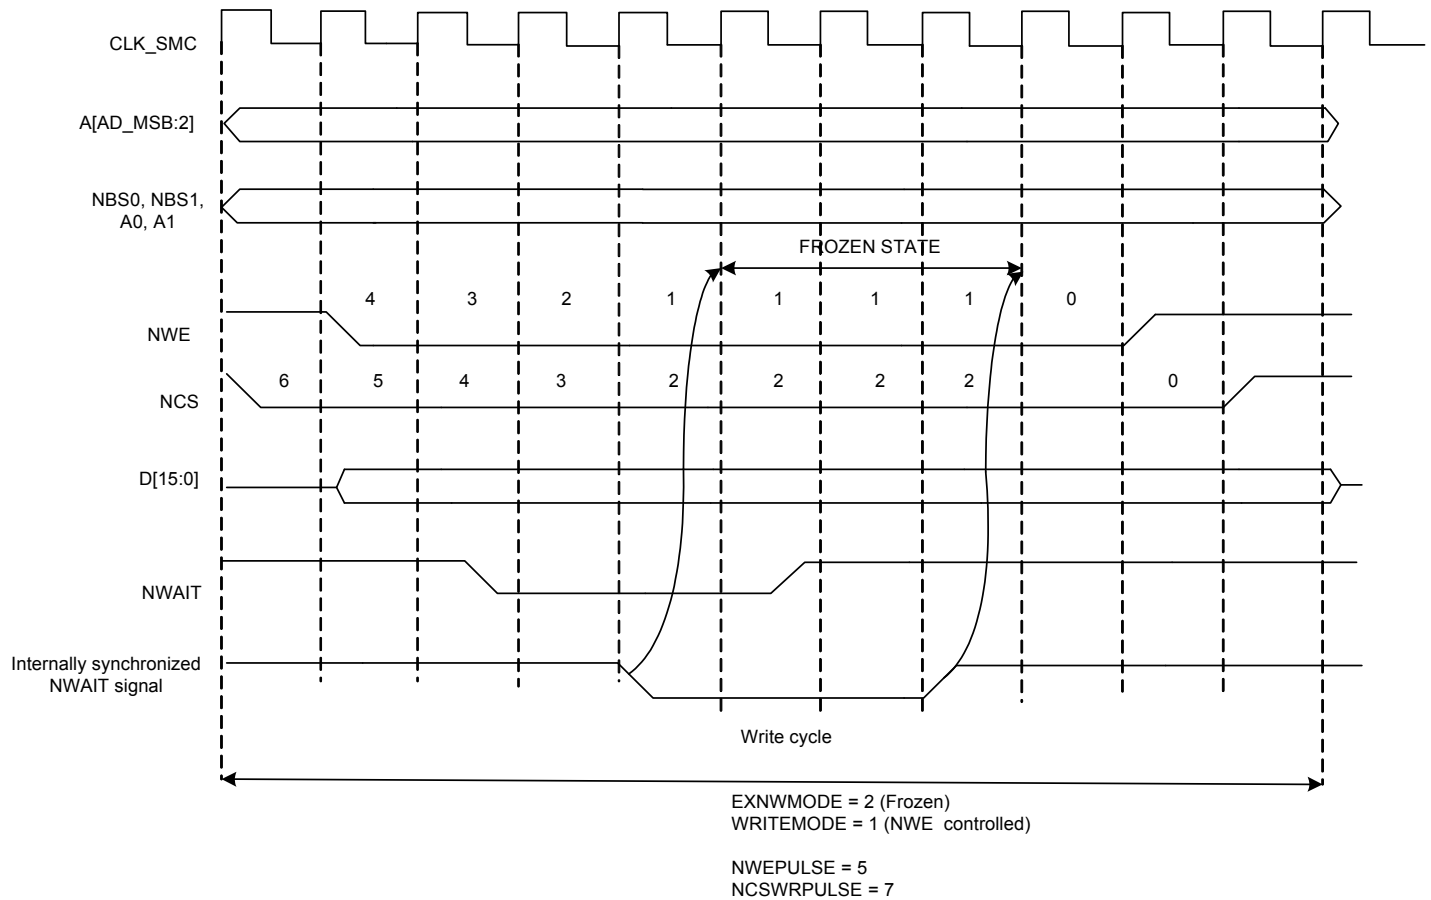 CLK_SMC
A[AD_MSB:2]
NBS0, NBS1,
A0, A1
FROZEN STATE
4 3 2 1 1 1 1 0
NWE
6 5 4 3 2 2 2 2 0
NCS
D[15:0]
NWAIT
Internally synchronized
NWAIT signal
Write cycle
EXNWMODE = 2 (Frozen)
WRITEMODE = 1 (NWE controlled)
NWEPULSE = 5
NCSWRPULSE = 7